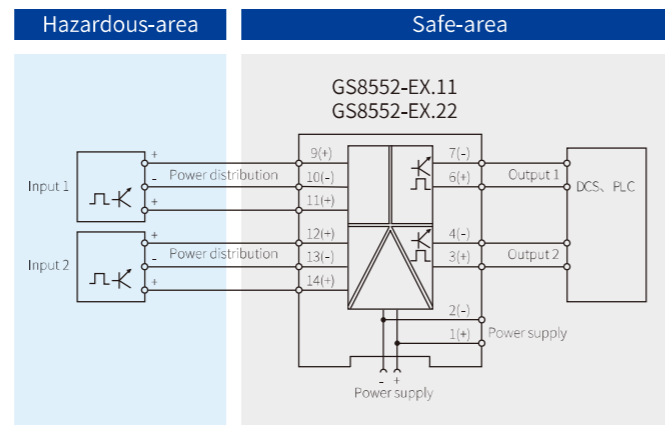 Hazardous-area
Safe-area
GS8552-EX.11
GS8552-EX.22
+
9(+)
7(-)
Input 1
-
Power distribution
10(-)
6(+)
Output 1
DCS、PLC
+
11(+)
+
12(+)
4(-)
Input 2
-
Power distribution
13(-)
3(+)
Output 2
+
14(+)
2(-)
1(+)
Power supply
- +
Power supply